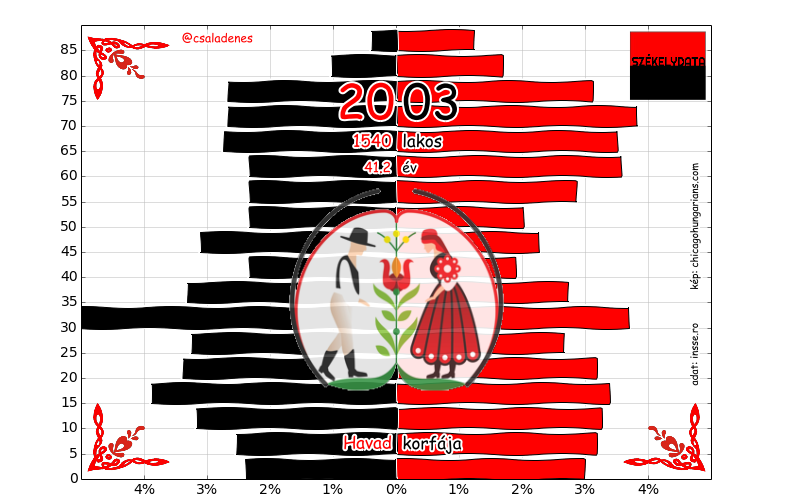 @csaladenes
SZÉKELYDATA
2003
1540 lakos
41,2 év
kép: chicagohungarians.com
adat: insse.ro
Havad korfája
85
80
75
70
65
60
55
50
45
40
35
30
25
20
15
10
5
0
4% 3% 2% 1% 0% 1% 2% 3% 4%